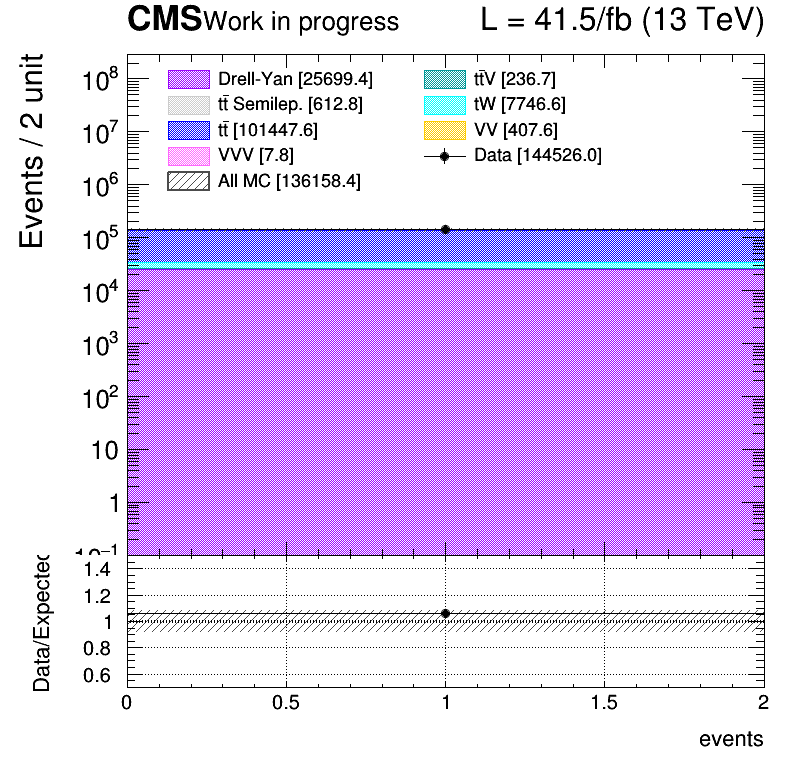 CMS Work in progress L = 41.5/fb (13 TeV)
Events / 2 unit
Drell-Yan [25699.4]
tt̄ Semilep. [612.8]
tt̄ [101447.6]
VVV [7.8]
All MC [136158.4]
tt̄V [236.7]
tW [7746.6]
VV [407.6]
Data [144526.0]
10⁸
10⁷
10⁶
10⁵
10⁴
10³
10²
10
1
10⁻¹
Data/Expected
1.4
1.2
1
0.8
0.6
0 0.5 1 1.5 2
events